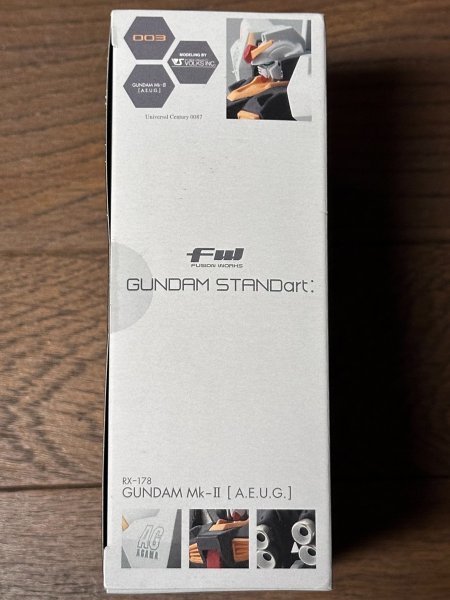 003
MODELING BY
VOLKS INC.
GUNDAM Mk-II
[A.E.U.G.]
Universal Century 0087
FW
FUSION WORKS
GUNDAM STANDart:
RX-178
GUNDAM Mk-II [A.E.U.G.]
AG
AGAMA